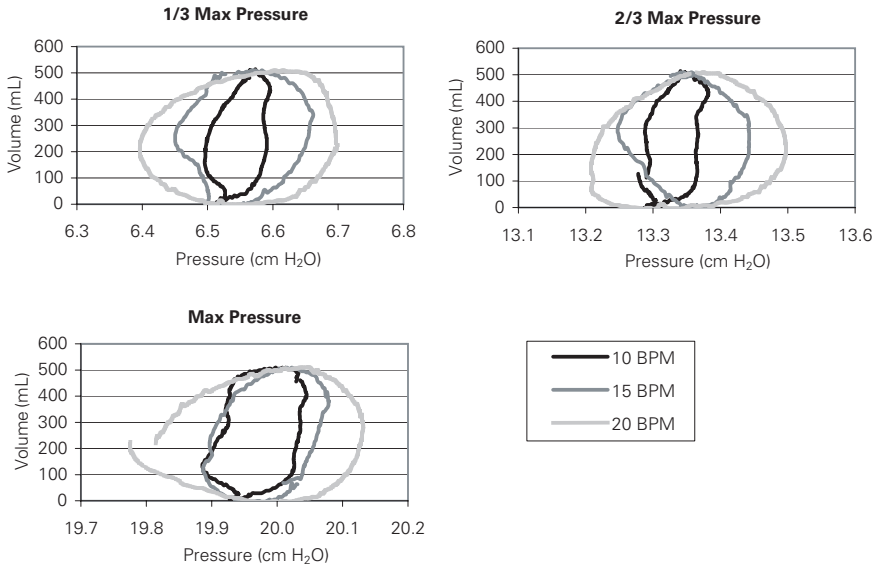 1/3 Max Pressure
600
500
400
300
200
100
0
Volume (mL)
6.3 6.4 6.5 6.6 6.7 6.8
Pressure (cm H₂O)
2/3 Max Pressure
600
500
400
300
200
100
0
Volume (mL)
13.1 13.2 13.3 13.4 13.5 13.6
Pressure (cm H₂O)
Max Pressure
600
500
400
300
200
100
0
Volume (mL)
19.7 19.8 19.9 20.0 20.1 20.2
Pressure (cm H₂O)
10 BPM
15 BPM
20 BPM